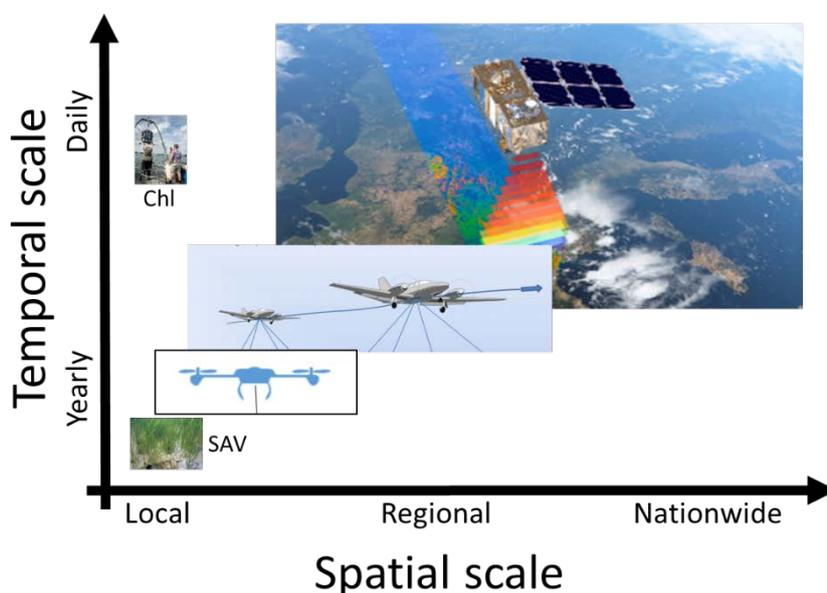 Temporal scale
Daily
Yearly
Chl
SAV
Local
Regional
Nationwide
Spatial scale